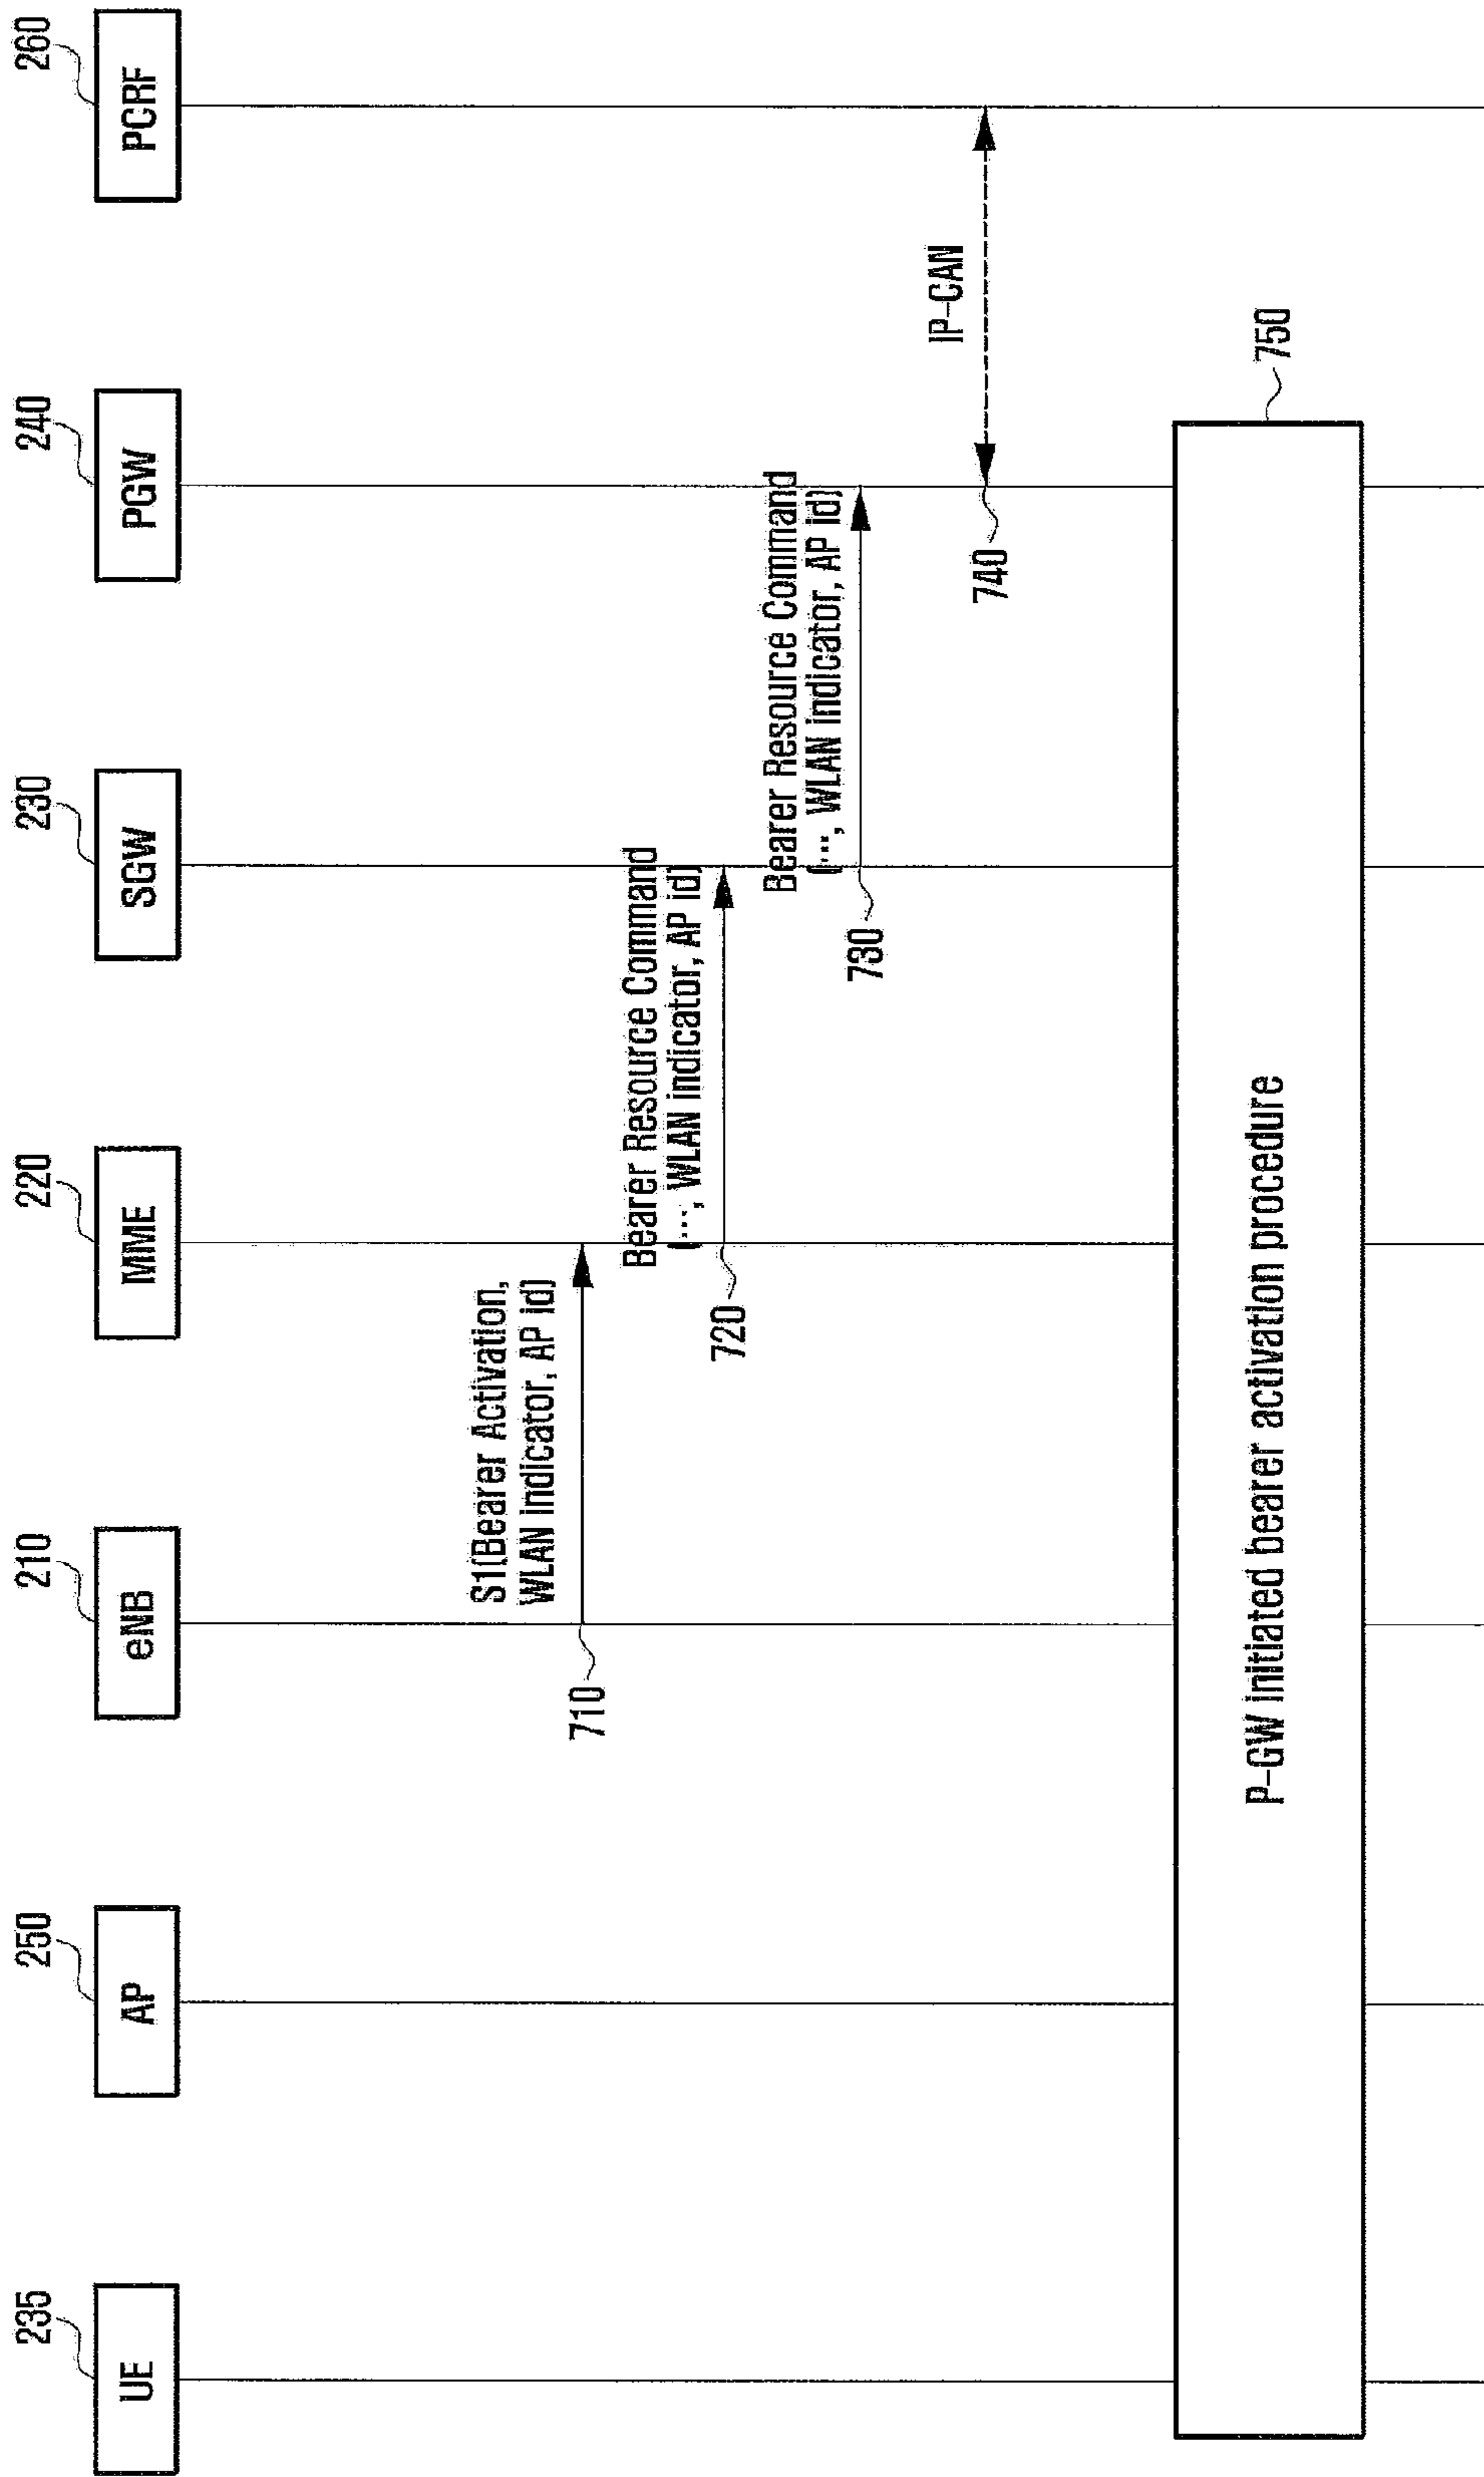 235
250
210
220
230
240
260
UE
AP
eNB
MME
SGW
PGW
PCRF
S1(Bearer Activation,
WLAN indicator, AP id)
710
Bearer Resource Command
(…, WLAN indicator, AP id)
720
Bearer Resource Command
(…, WLAN indicator, AP id)
730
IP-CAN
740
P-GW initiated bearer activation procedure
750